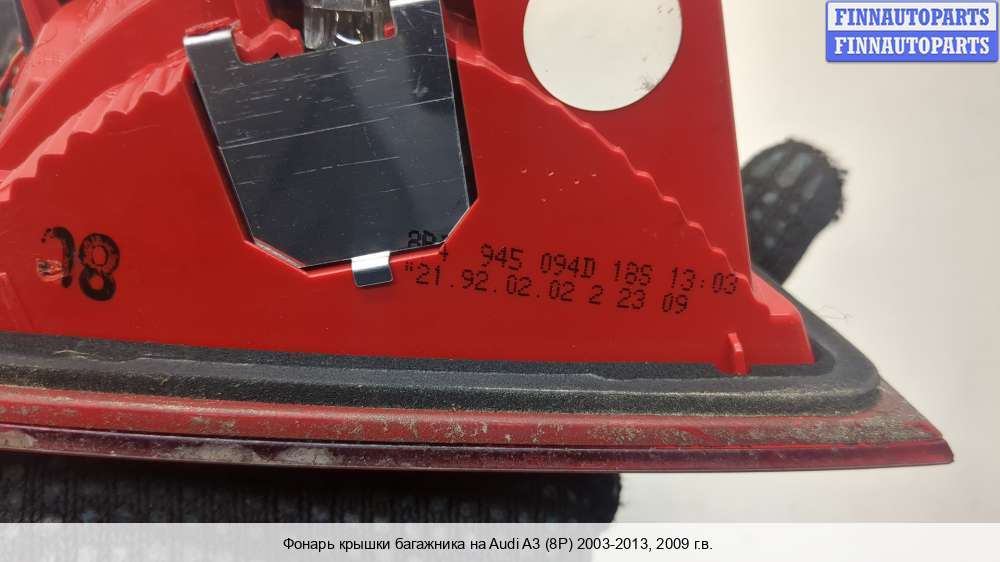 FINNAUTOPARTS
FINNAUTOPARTS
8P4 945 094D 18S 13:03
"21.92.02.02 2 23 09
Фонарь крышки багажника на Audi A3 (8P) 2003-2013, 2009 г.в.